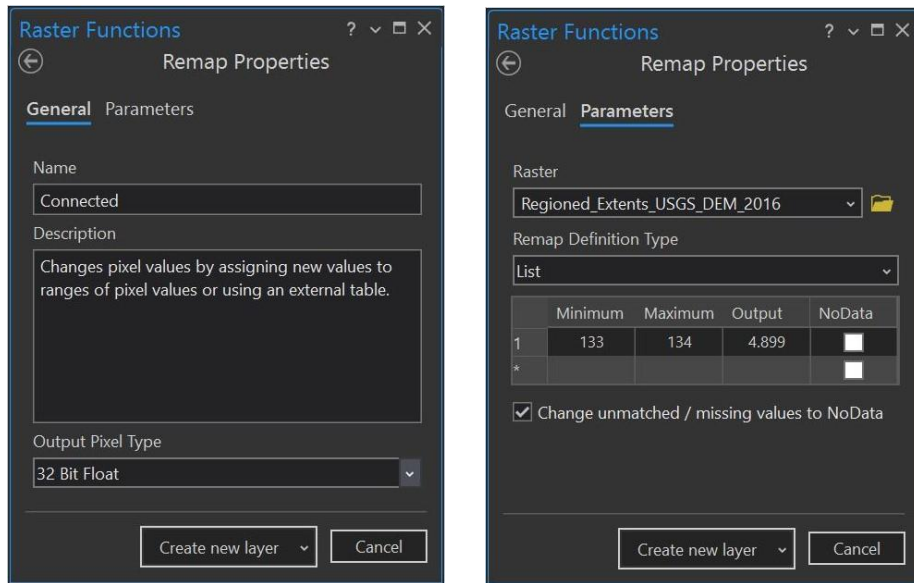 Raster Functions
Remap Properties
General Parameters
Name
Connected
Description
Changes pixel values by assigning new values to
ranges of pixel values or using an external table.
Output Pixel Type
32 Bit Float
Create new layer
Cancel
Raster Functions
Remap Properties
General Parameters
Raster
Regioned_Extents_USGS_DEM_2016
Remap Definition Type
List
Minimum Maximum Output NoData
1 133 134 4.899
*
Change unmatched / missing values to NoData
Create new layer
Cancel